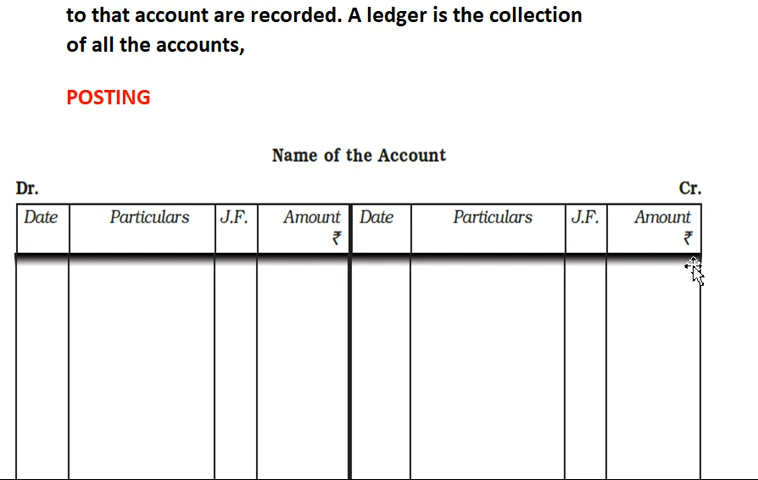 to that account are recorded. A ledger is the collection
of all the accounts,
POSTING
Name of the Account
Dr. Cr.
Date Particulars J.F. Amount Date Particulars J.F. Amount
₹ ₹